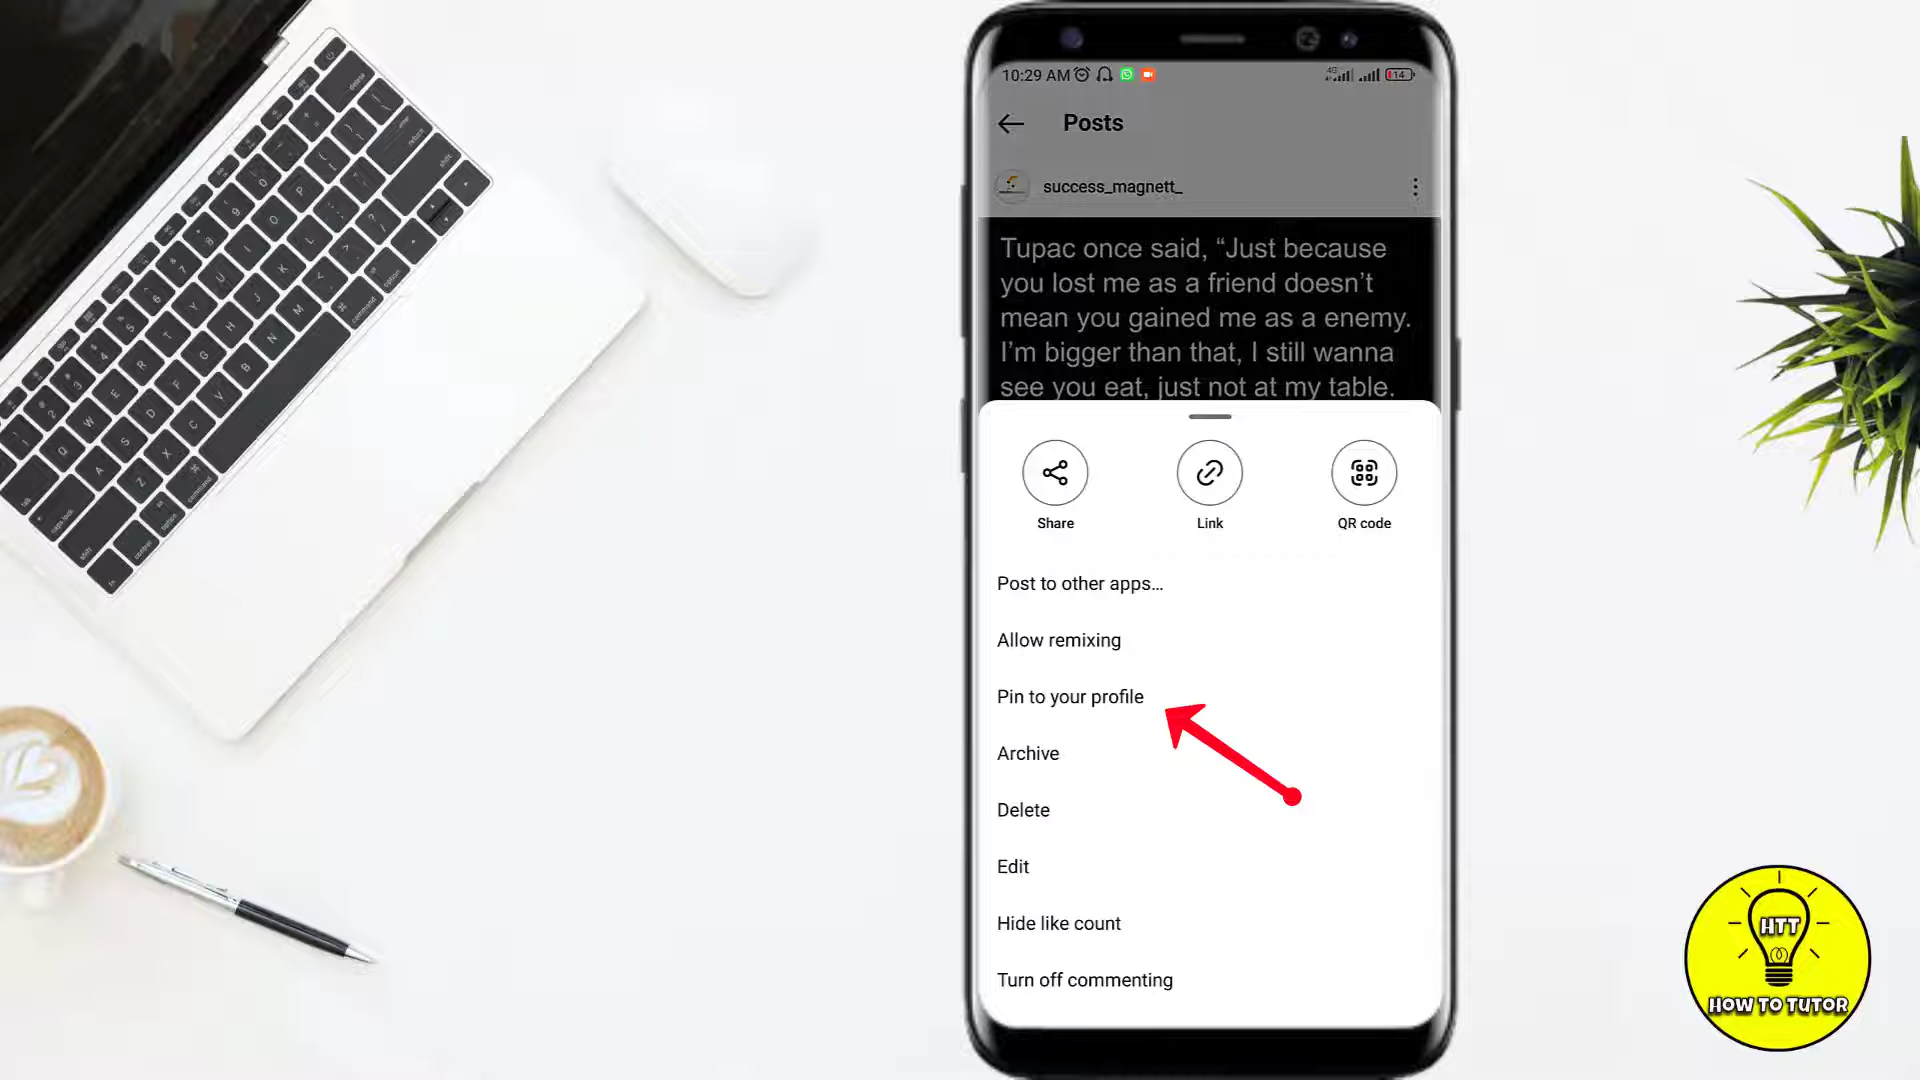 10:29 AM
4G
14
Posts
success_magnett_
Tupac once said, “Just because
you lost me as a friend doesn’t
mean you gained me as a enemy.
I’m bigger than that, I still wanna
see you eat, just not at my table.
Share
Link
QR code
Post to other apps...
Allow remixing
Pin to your profile
Archive
Delete
Edit
Hide like count
Turn off commenting
HTT
HOW TO TUTOR